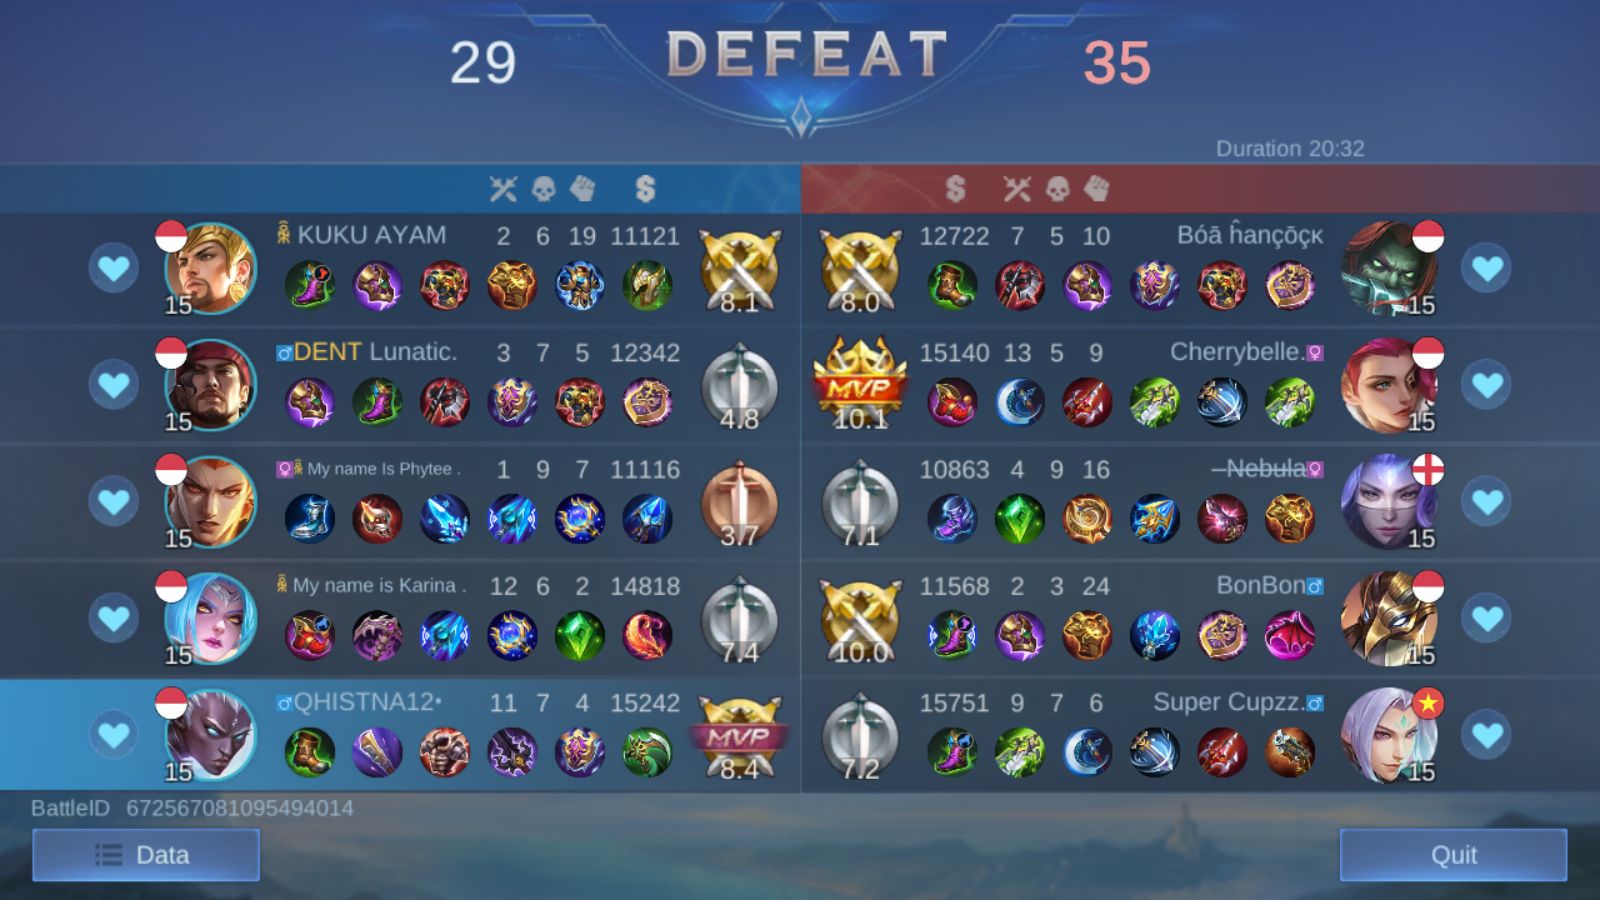 29 DEFEAT 35
Duration 20:32
KUKU AYAM 2 6 19 11121
15 8.1
12722 7 5 10 Bóā ĥançōçĸ
8.0 15
DENT Lunatic. 3 7 5 12342
15 4.8
15140 13 5 9 Cherrybelle.
MVP
10.1 15
My name Is Phytee . 1 9 7 11116
15 3.7
10863 4 9 16 Nebula
7.1 15
My name is Karina . 12 6 2 14818
15 7.4
11568 2 3 24 BonBon
10.0 15
QHISTNA12• 11 7 4 15242
MVP
15 8.4
15751 9 7 6 Super Cupzz.
7.2 15
BattleID 672567081095494014
Data
Quit